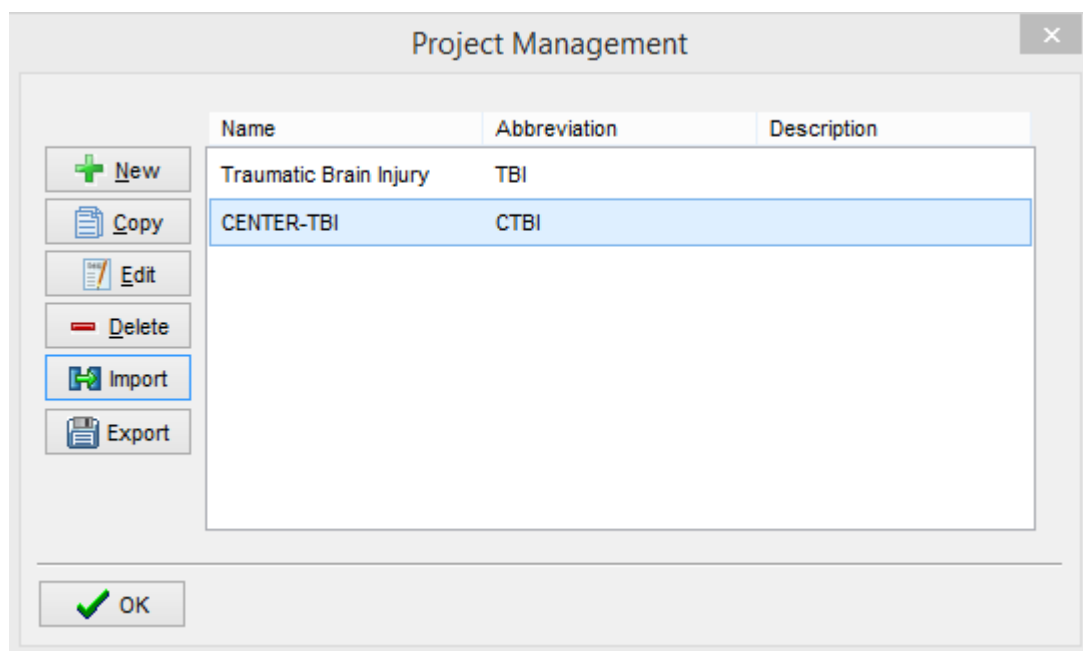 Project Management
Name Abbreviation Description
New
Traumatic Brain Injury TBI
Copy
CENTER-TBI CTBI
Edit
Delete
Import
Export
OK